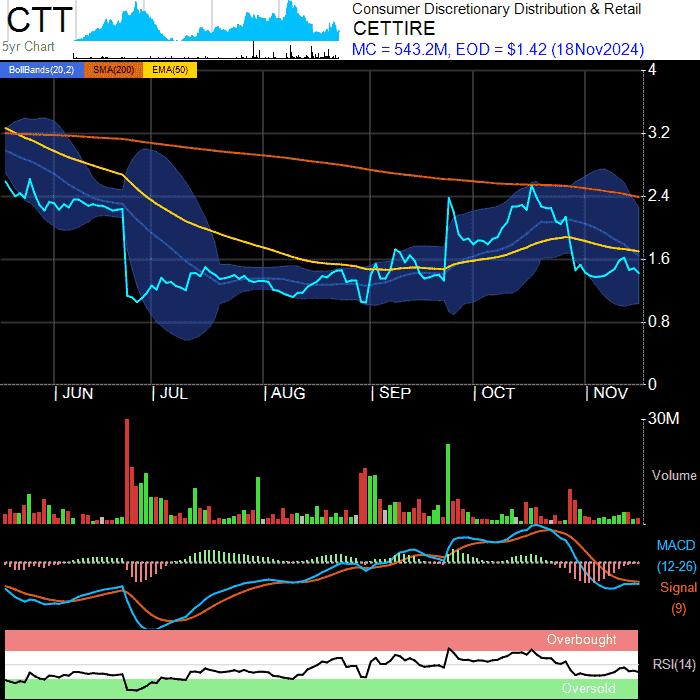 CTT
5yr Chart
Consumer Discretionary Distribution & Retail
CETTIRE
MC = 543.2M, EOD = $1.42 (18Nov2024)
BollBands(20,2) SMA(200) EMA(50)
4
3.2
2.4
1.6
0.8
0
JUN JUL AUG SEP OCT NOV
30M
Volume
MACD
(12-26)
Signal
(9)
Overbought
RSI(14)
Oversold